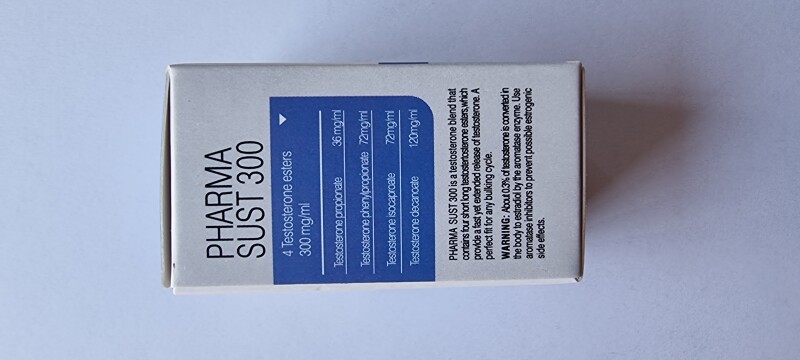 PHARMA
SUST 300
4 Testosterone esters
300 mg/ml
Testosterone propionate 36 mg/ml
Testosterone phenylpropionate 72mg/ml
Testosterone isocaproate 72mg/ml
Testosterone decanoate 120mg/ml
PHARMA SUST 300 is a testosterone blend that
contains four short long testostertosterone esters,which
provide a fast yet extended release of testosterone. A
perfect fit for any bulking cycle.
WARNING: About 0.3% of testosterone is converted in
the body to estradiol by the aromatase enzyme. Use
aromatase inhibitors to prevent possible estrogenic
side effects.